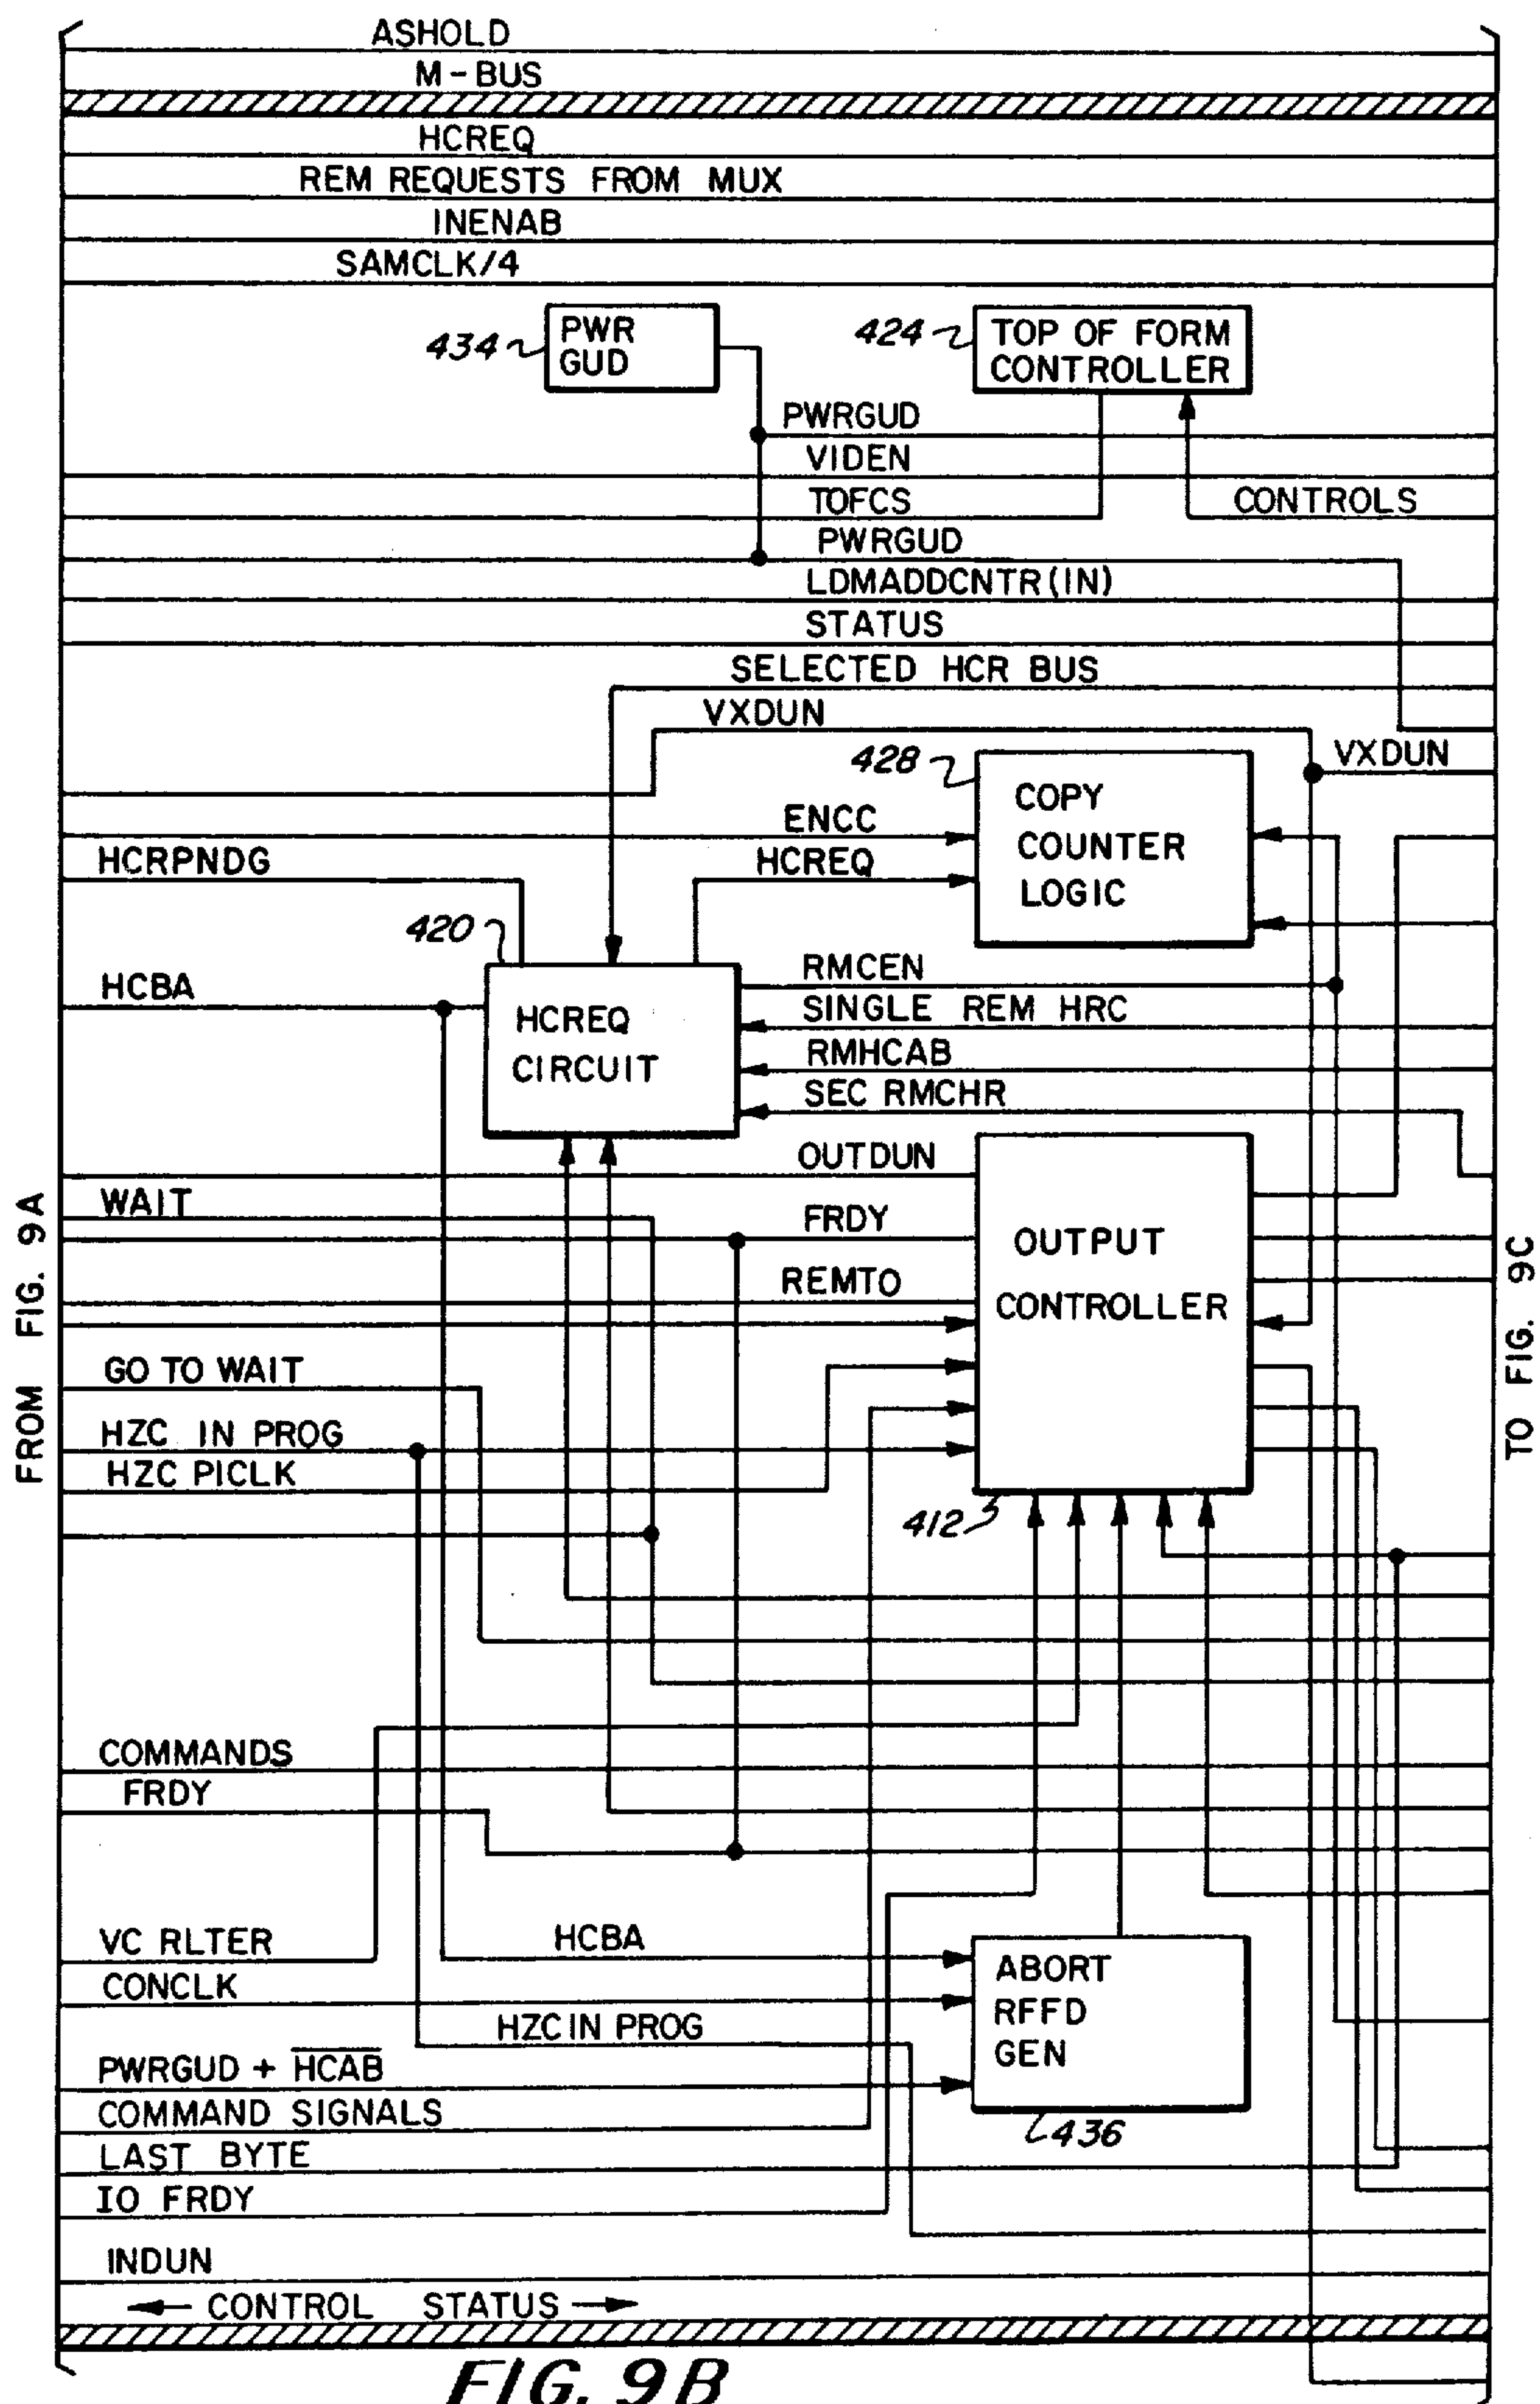 ASHOLD
M-BUS
HCREQ
REM REQUESTS FROM MUX
INENAB
SAMCLK/4
434
PWR
GUD
424
TOP OF FORM
CONTROLLER
PWRGUD
VIDEN
TOFCS
CONTROLS
PWRGUD
LDMADDCNTR(IN)
STATUS
SELECTED HCR BUS
VXDUN
VXDUN
428
COPY
COUNTER
LOGIC
ENCC
HCRPNDG
HCREQ
420
HCBA
HCREQ
CIRCUIT
RMCEN
SINGLE REM HRC
RMHCAB
SEC RMCHR
OUTDUN
WAIT
FRDY
OUTPUT
CONTROLLER
REMTO
FROM FIG. 9A
TO FIG. 9C
GO TO WAIT
HZC IN PROG
HZC PICLK
412
COMMANDS
FRDY
VC RLTER
HCBA
CONCLK
ABORT
RFFD
GEN
HZC IN PROG
PWRGUD + H̅C̅A̅B̅
COMMAND SIGNALS
436
LAST BYTE
IO FRDY
INDUN
← CONTROL STATUS →
FIG. 9B